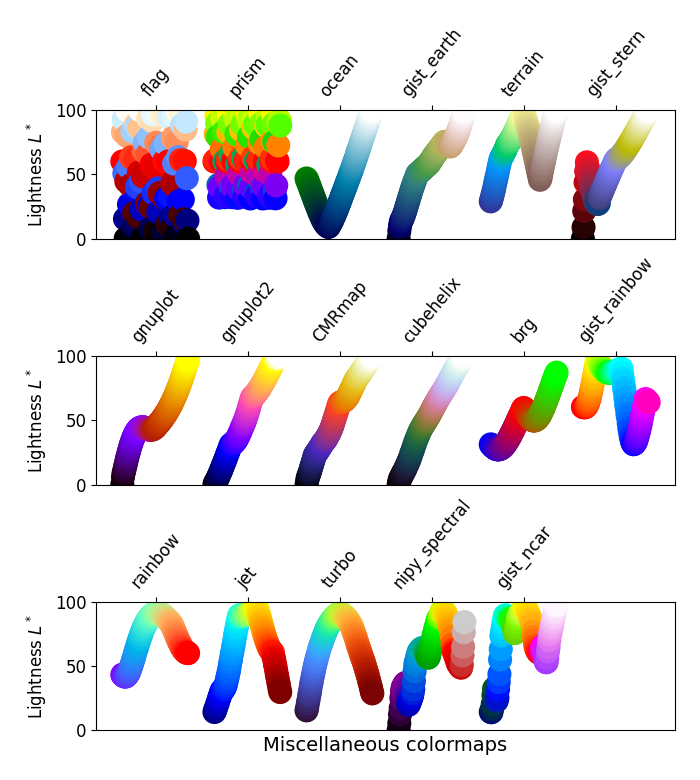 flag prism ocean gist_earth terrain gist_stern
100
Lightness L*
50
0
gnuplot gnuplot2 CMRmap cubehelix brg gist_rainbow
100
Lightness L*
50
0
rainbow jet turbo nipy_spectral gist_ncar
100
Lightness L*
50
0
Miscellaneous colormaps